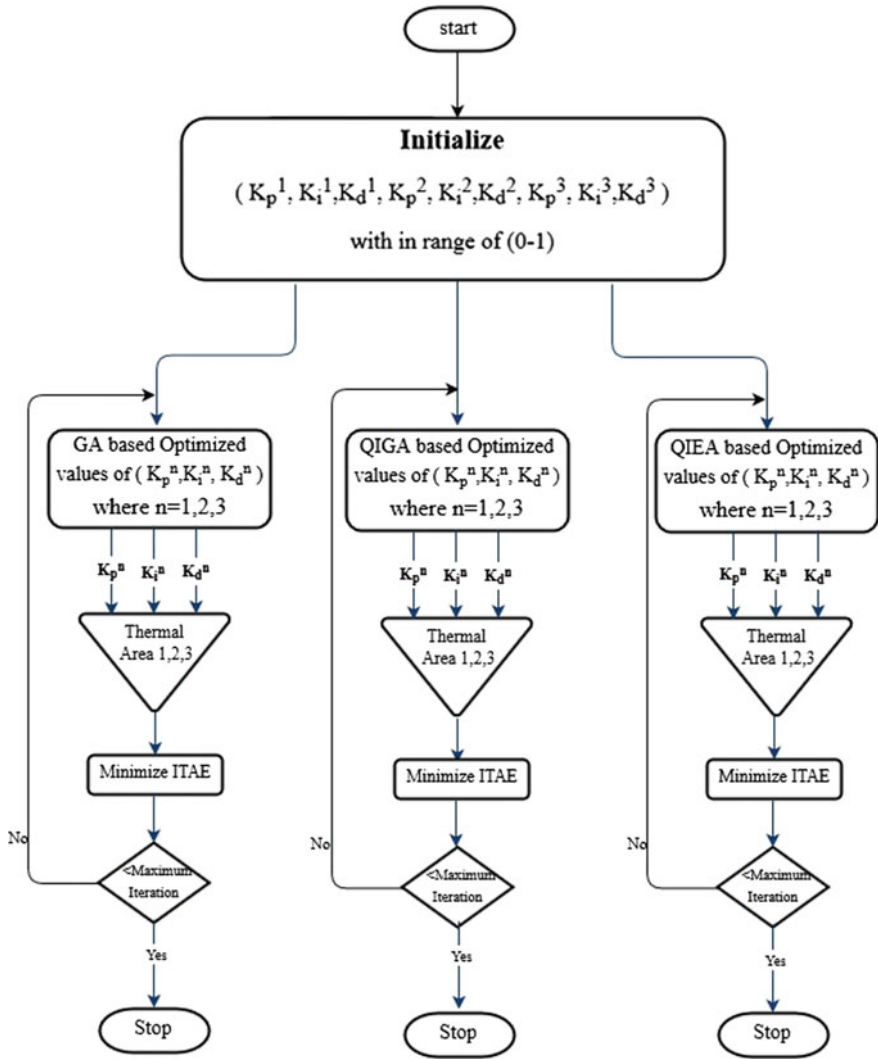 start
Initialize
( Kp¹, Ki¹,Kd¹, Kp², Ki²,Kd², Kp³, Ki³,Kd³ )
with in range of (0-1)
GA based Optimized
values of ( Kpⁿ,Kiⁿ, Kdⁿ )
where n=1,2,3
Kpⁿ Kiⁿ Kdⁿ
Thermal
Area 1,2,3
Minimize ITAE
No
<Maximum
Iteration
Yes
Stop
QIGA based Optimized
values of ( Kpⁿ,Kiⁿ, Kdⁿ )
where n=1,2,3
Kpⁿ Kiⁿ Kdⁿ
Thermal
Area 1,2,3
Minimize ITAE
No
<Maximum
Iteration
Yes
Stop
QIEA based Optimized
values of ( Kpⁿ,Kiⁿ, Kdⁿ )
where n=1,2,3
Kpⁿ Kiⁿ Kdⁿ
Thermal
Area 1,2,3
Minimize ITAE
No
<Maximum
Iteration
Yes
Stop